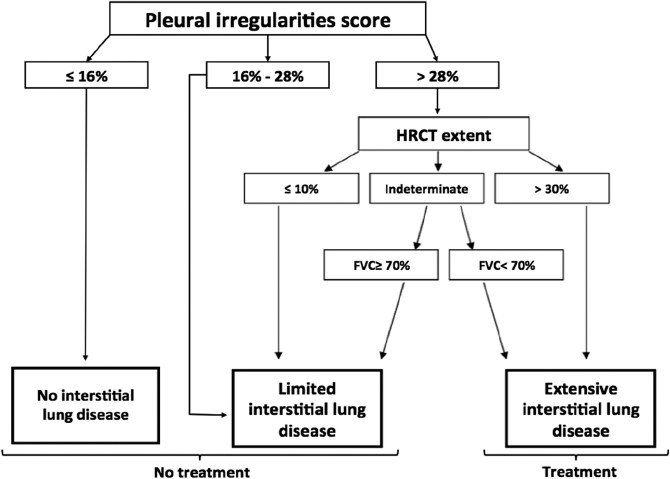 Pleural irregularities score
≤ 16%
16% - 28%
> 28%
HRCT extent
≤ 10%
Indeterminate
> 30%
FVC≥ 70%
FVC< 70%
No interstitial
lung disease
Limited
interstitial lung
disease
Extensive
interstitial lung
disease
No treatment
Treatment